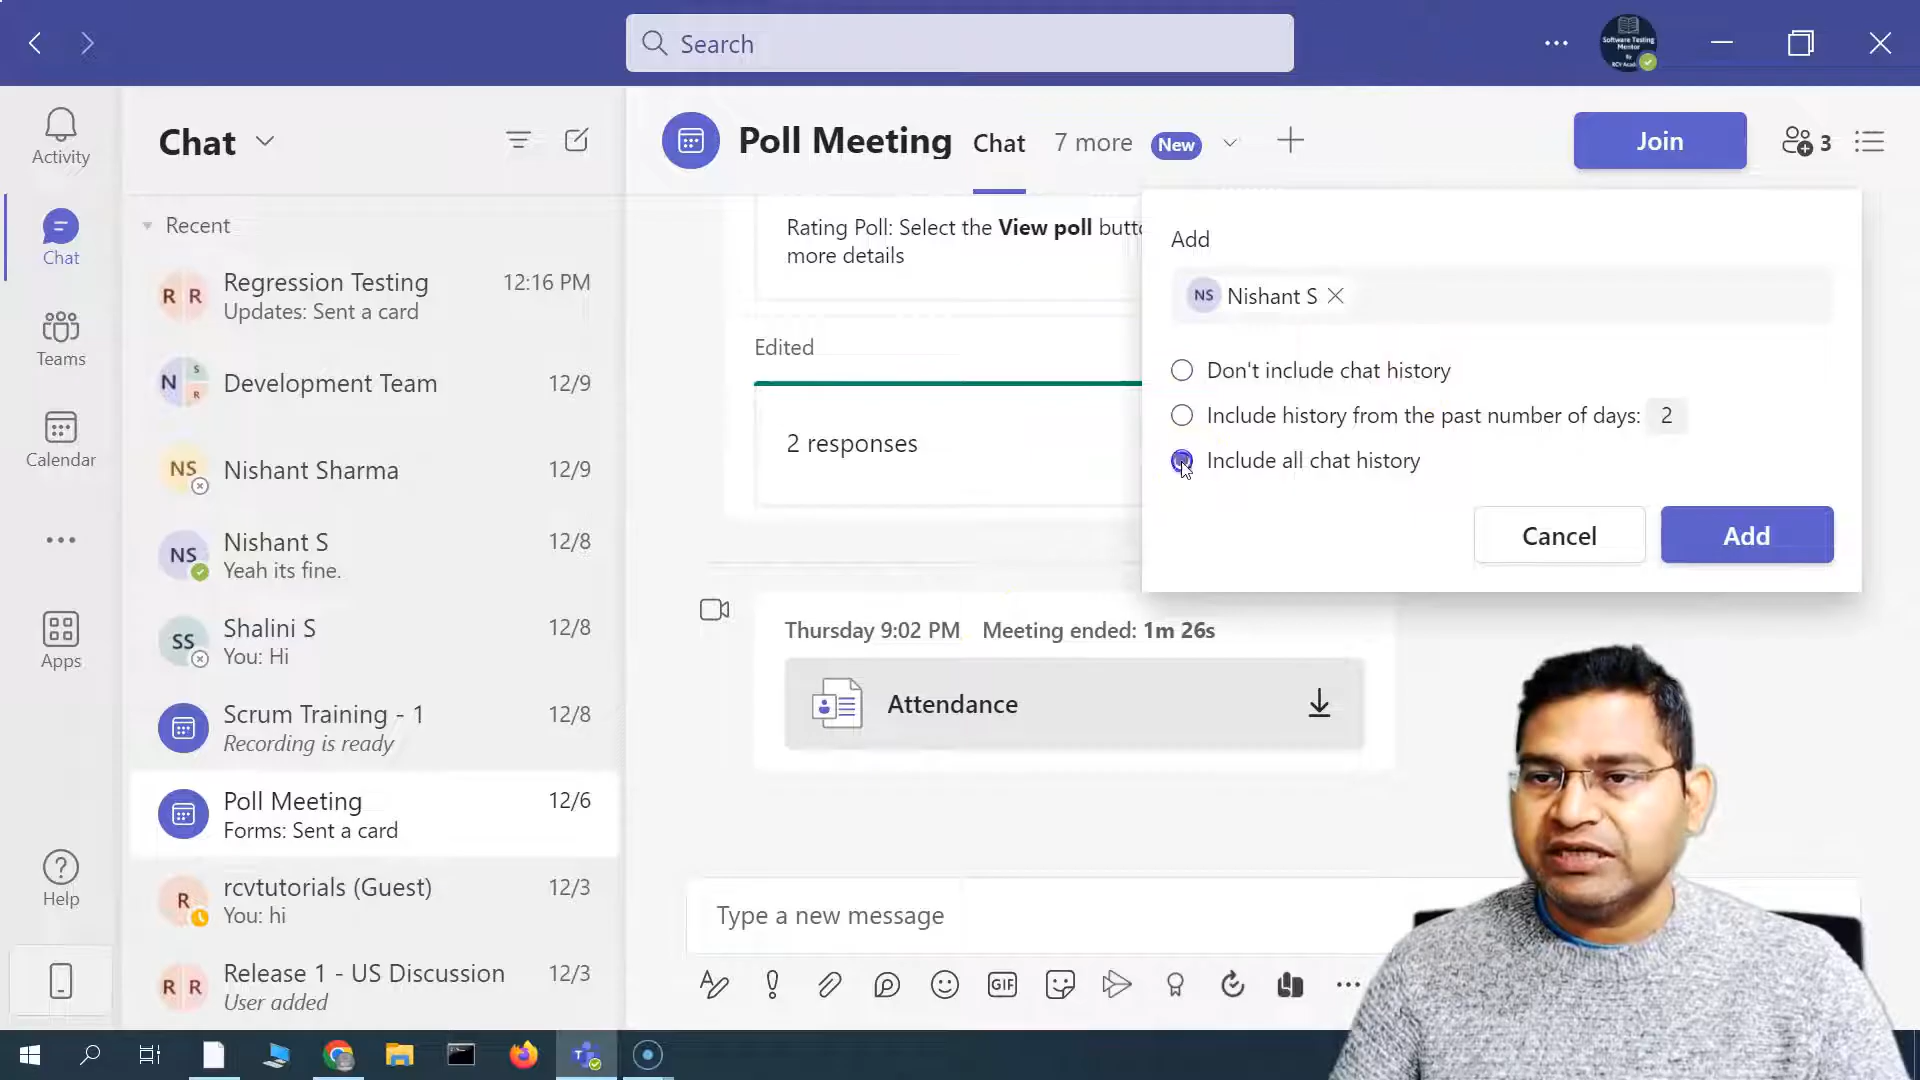 Search
Software Testing
Mentor
By
Activity
Chat
Teams
Calendar
Apps
Help
Chat
Recent
R R
Regression Testing
12:16 PM
Updates: Sent a card
N S R
Development Team
12/9
NS
Nishant Sharma
12/9
NS
Nishant S
12/8
Yeah its fine.
SS
Shalini S
12/8
You: Hi
Scrum Training - 1
12/8
Recording is ready
Poll Meeting
12/6
Forms: Sent a card
R
rcvtutorials (Guest)
12/3
You: hi
R R
Release 1 - US Discussion
12/3
User added
Poll Meeting
Chat
7 more
New
Join
3
Rating Poll: Select the View poll
more details
Edited
2 responses
Thursday 9:02 PM Meeting ended: 1m 26s
Attendance
Add
NS Nishant S
Don't include chat history
Include history from the past number of days: 2
Include all chat history
Cancel
Add
Type a new message
GIF